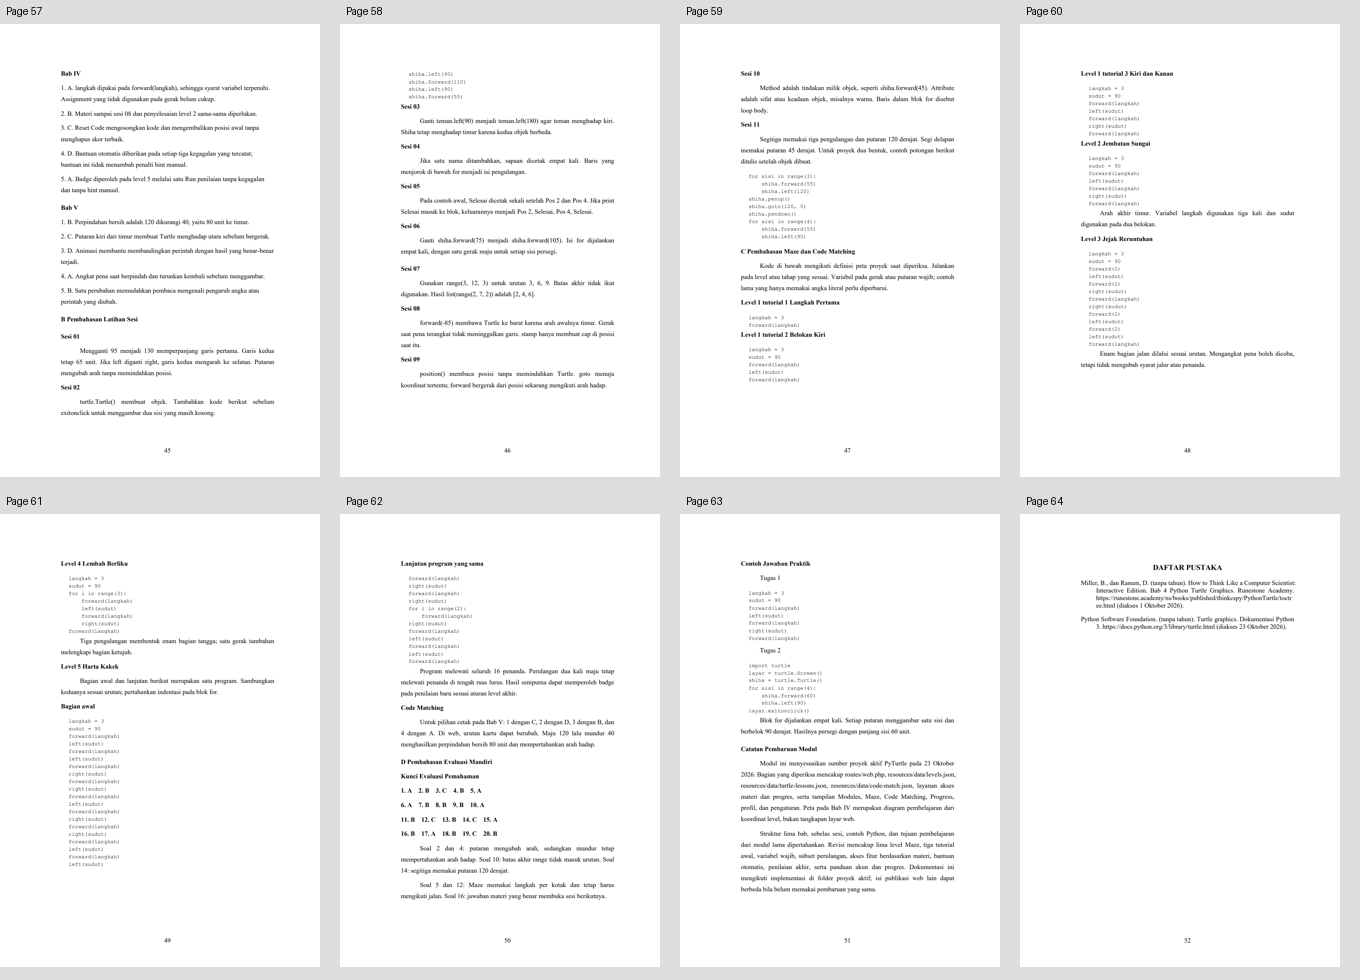 Page 57
Bab IV
1. A. langkah dipakai pada forward(langkah), sehingga syarat variabel terpenuhi.
Assignment yang tidak digunakan pada gerak belum cukup.
2. B. Materi sampai sesi 08 dan penyelesaian level 2 sama-sama diperlukan.
3. C. Reset Code mengosongkan kode dan mengembalikan posisi awal tanpa
menghapus skor terbaik.
4. D. Bantuan otomatis diberikan pada setiap tiga kegagalan yang tercatat;
bantuan ini tidak menambah penalti hint manual.
5. A. Badge diperoleh pada level 5 melalui satu Run penilaian tanpa kegagalan
dan tanpa hint manual.
Bab V
1. B. Perpindahan bersih adalah 120 dikurangi 40, yaitu 80 unit ke timur.
2. C. Putaran kiri dari timur membuat Turtle menghadap utara sebelum bergerak.
3. D. Animasi membantu membandingkan perintah dengan hasil yang benar-benar
terjadi.
4. A. Angkat pena saat berpindah dan turunkan kembali sebelum menggambar.
5. B. Satu perubahan memudahkan pembaca mengenali pengaruh angka atau
perintah yang diubah.
B Pembahasan Latihan Sesi
Sesi 01
Mengganti 95 menjadi 130 memperpanjang garis pertama. Garis kedua
tetap 65 unit. Jika left diganti right, garis kedua mengarah ke selatan. Putaran
mengubah arah tanpa memindahkan posisi.
Sesi 02
turtle.Turtle() membuat objek. Tambahkan kode berikut sebelum
exitonclick untuk menggambar dua sisi yang masih kosong.
45
Page 58
shiha.left(90)
shiha.forward(110)
shiha.left(90)
shiha.forward(55)
Sesi 03
Ganti teman.left(90) menjadi teman.left(180) agar teman menghadap kiri.
Shiha tetap menghadap timur karena kedua objek berbeda.
Sesi 04
Jika satu nama ditambahkan, sapaan dicetak empat kali. Baris yang
menjorok di bawah for menjadi isi pengulangan.
Sesi 05
Pada contoh awal, Selesai dicetak sekali setelah Pos 2 dan Pos 4. Jika print
Selesai masuk ke blok, keluarannya menjadi Pos 2, Selesai, Pos 4, Selesai.
Sesi 06
Ganti shiha.forward(75) menjadi shiha.forward(105). Isi for dijalankan
empat kali, dengan satu gerak maju untuk setiap sisi persegi.
Sesi 07
Gunakan range(3, 12, 3) untuk urutan 3, 6, 9. Batas akhir tidak ikut
digunakan. Hasil list(range(2, 7, 2)) adalah [2, 4, 6].
Sesi 08
forward(-85) membawa Turtle ke barat karena arah awalnya timur. Gerak
saat pena terangkat tidak meninggalkan garis. stamp hanya membuat cap di posisi
saat itu.
Sesi 09
position() membaca posisi tanpa memindahkan Turtle. goto menuju
koordinat tertentu; forward bergerak dari posisi sekarang mengikuti arah hadap.
46
Page 59
Sesi 10
Method adalah tindakan milik objek, seperti shiha.forward(45). Attribute
adalah sifat atau keadaan objek, misalnya warna. Baris dalam blok for disebut
loop body.
Sesi 11
Segitiga memakai tiga pengulangan dan putaran 120 derajat. Segi delapan
memakai putaran 45 derajat. Untuk proyek dua bentuk, contoh potongan berikut
ditulis setelah objek dibuat.
for sisi in range(3):
shiha.forward(55)
shiha.left(120)
shiha.penup()
shiha.goto(120, 0)
shiha.pendown()
for sisi in range(4):
shiha.forward(55)
shiha.left(90)
C Pembahasan Maze dan Code Matching
Kode di bawah mengikuti definisi peta proyek saat diperiksa. Jalankan
pada level atau tahap yang sesuai. Variabel pada gerak atau putaran wajib; contoh
lama yang hanya memakai angka literal perlu diperbarui.
Level 1 tutorial 1 Langkah Pertama
langkah = 3
forward(langkah)
Level 1 tutorial 2 Belokan Kiri
langkah = 3
sudut = 90
forward(langkah)
left(sudut)
forward(langkah)
47
Page 60
Level 1 tutorial 3 Kiri dan Kanan
langkah = 3
sudut = 90
forward(langkah)
left(sudut)
forward(langkah)
right(sudut)
forward(langkah)
Level 2 Jembatan Sungai
langkah = 3
sudut = 90
forward(langkah)
left(sudut)
forward(langkah)
right(sudut)
forward(langkah)
Arah akhir timur. Variabel langkah digunakan tiga kali dan sudut
digunakan pada dua belokan.
Level 3 Jejak Reruntuhan
langkah = 3
sudut = 90
forward(2)
left(sudut)
forward(2)
right(sudut)
forward(langkah)
right(sudut)
forward(2)
left(sudut)
forward(2)
left(sudut)
forward(langkah)
Enam bagian jalan dilalui sesuai urutan. Mengangkat pena boleh dicoba,
tetapi tidak mengubah syarat jalur atau penanda.
48
Page 61
Level 4 Lembah Berliku
langkah = 3
sudut = 90
for i in range(3):
forward(langkah)
left(sudut)
forward(langkah)
right(sudut)
forward(langkah)
Tiga pengulangan membentuk enam bagian tangga; satu gerak tambahan
melengkapi bagian ketujuh.
Level 5 Harta Kakek
Bagian awal dan lanjutan berikut merupakan satu program. Sambungkan
keduanya sesuai urutan; pertahankan indentasi pada blok for.
Bagian awal
langkah = 3
sudut = 90
forward(langkah)
left(sudut)
forward(langkah)
left(sudut)
forward(langkah)
right(sudut)
forward(langkah)
right(sudut)
forward(langkah)
left(sudut)
forward(langkah)
right(sudut)
forward(langkah)
right(sudut)
forward(langkah)
left(sudut)
forward(langkah)
left(sudut)
49
Page 62
Lanjutan program yang sama
forward(langkah)
right(sudut)
forward(langkah)
right(sudut)
for i in range(2):
forward(langkah)
right(sudut)
forward(langkah)
left(sudut)
forward(langkah)
left(sudut)
forward(langkah)
Program melewati seluruh 16 penanda. Perulangan dua kali maju tetap
melewati penanda di tengah ruas lurus. Hasil sempurna dapat memperoleh badge
pada penilaian baru sesuai aturan level akhir.
Code Matching
Untuk pilihan cetak pada Bab V: 1 dengan C, 2 dengan D, 3 dengan B, dan
4 dengan A. Di web, urutan kartu dapat berubah. Maju 120 lalu mundur 40
menghasilkan perpindahan bersih 80 unit dan mempertahankan arah hadap.
D Pembahasan Evaluasi Mandiri
Kunci Evaluasi Pemahaman
1. A 2. B 3. C 4. B 5. A
6. A 7. B 8. B 9. B 10. A
11. B 12. C 13. B 14. C 15. A
16. B 17. A 18. B 19. C 20. B
Soal 2 dan 4: putaran mengubah arah, sedangkan mundur tetap
mempertahankan arah hadap. Soal 10: batas akhir range tidak masuk urutan. Soal
14: segitiga memakai putaran 120 derajat.
Soal 5 dan 12: Maze memakai langkah per kotak dan tetap harus
mengikuti jalan. Soal 16: jawaban materi yang benar membuka sesi berikutnya.
50
Page 63
Contoh Jawaban Praktik
Tugas 1
langkah = 3
sudut = 90
forward(langkah)
left(sudut)
forward(langkah)
right(sudut)
forward(langkah)
Tugas 2
import turtle
layar = turtle.Screen()
shiha = turtle.Turtle()
for sisi in range(4):
shiha.forward(60)
shiha.left(90)
layar.exitonclick()
Blok for dijalankan empat kali. Setiap putaran menggambar satu sisi dan
berbelok 90 derajat. Hasilnya persegi dengan panjang sisi 60 unit.
Catatan Pembaruan Modul
Modul ini menyesuaikan sumber proyek aktif PyTurtle pada 23 Oktober
2026. Bagian yang diperiksa mencakup routes/web.php, resources/data/levels.json,
resources/data/turtle-lessons.json, resources/data/code-match.json, layanan akses
materi dan progres, serta tampilan Modules, Maze, Code Matching, Progress,
profil, dan pengaturan. Peta pada Bab IV merupakan diagram pembelajaran dari
koordinat level, bukan tangkapan layar web.
Struktur lima bab, sebelas sesi, contoh Python, dan tujuan pembelajaran
dari modul lama dipertahankan. Revisi mencakup lima level Maze, tiga tutorial
awal, variabel wajib, subset perulangan, akses fitur berdasarkan materi, bantuan
otomatis, penilaian akhir, serta panduan akun dan progres. Dokumentasi ini
mengikuti implementasi di folder proyek aktif; isi publikasi web lain dapat
berbeda bila belum memakai pembaruan yang sama.
51
Page 64
DAFTAR PUSTAKA
Miller, B., dan Ranum, D. (tanpa tahun). How to Think Like a Computer Scientist:
Interactive Edition. Bab 4 Python Turtle Graphics. Runestone Academy.
https://runestone.academy/ns/books/published/thinkcspy/PythonTurtle/toctr
ee.html (diakses 1 Oktober 2026).
Python Software Foundation. (tanpa tahun). Turtle graphics. Dokumentasi Python
3. https://docs.python.org/3/library/turtle.html (diakses 23 Oktober 2026).
52